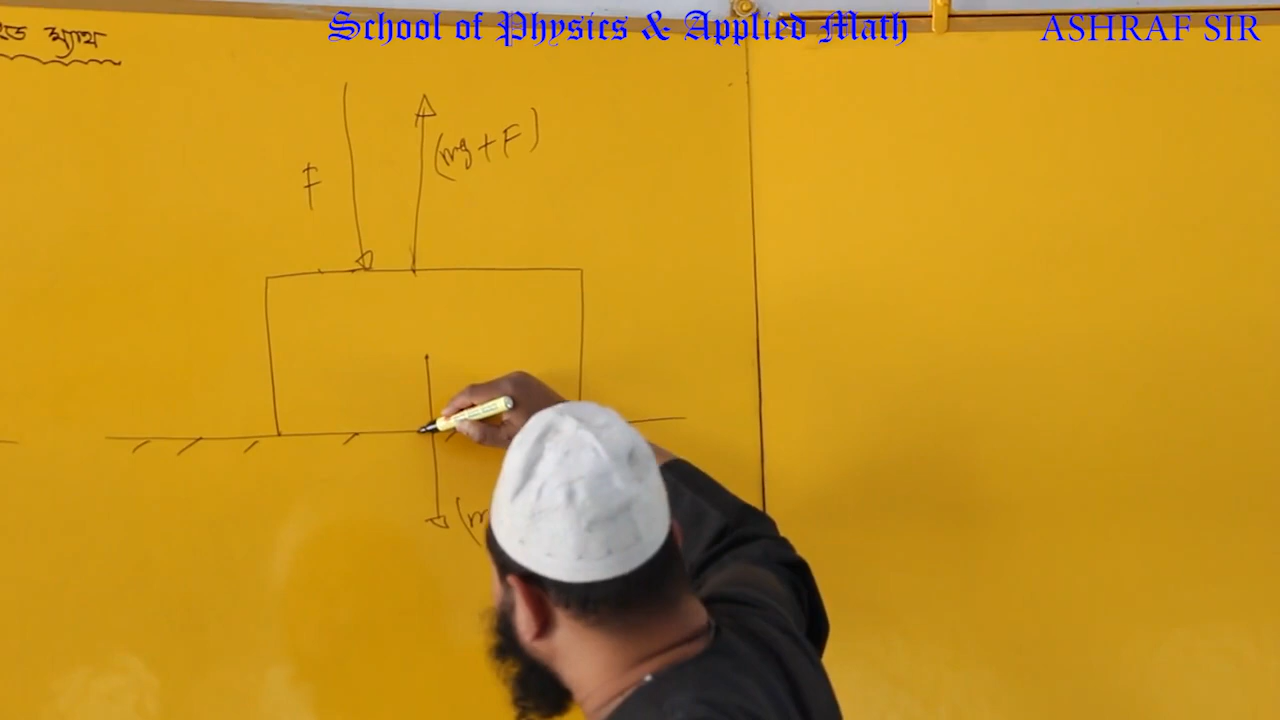 School of Physics & Applied Math
ASHRAF SIR
ম্যাথ
F
(mg + F)
(m